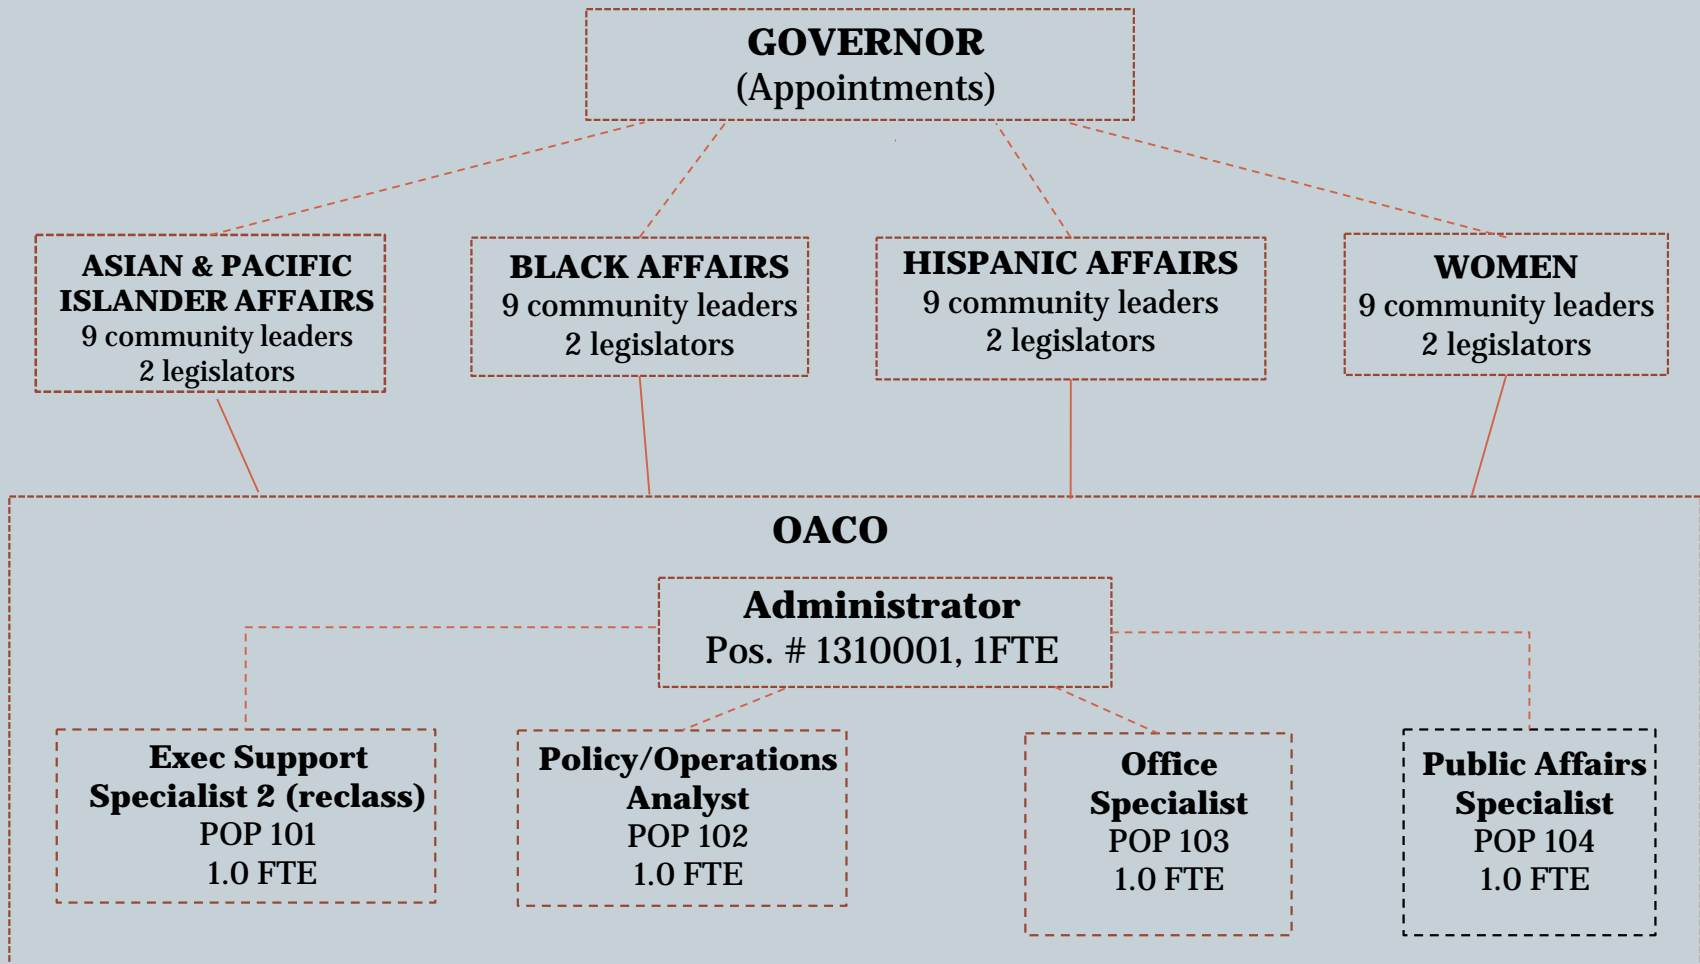 GOVERNOR
(Appointments)
ASIAN & PACIFIC
ISLANDER AFFAIRS
9 community leaders
2 legislators
BLACK AFFAIRS
9 community leaders
2 legislators
HISPANIC AFFAIRS
9 community leaders
2 legislators
WOMEN
9 community leaders
2 legislators
OACO
Administrator
Pos. # 1310001, 1FTE
Exec Support
Specialist 2 (reclass)
POP 101
1.0 FTE
Policy/Operations
Analyst
POP 102
1.0 FTE
Office
Specialist
POP 103
1.0 FTE
Public Affairs
Specialist
POP 104
1.0 FTE